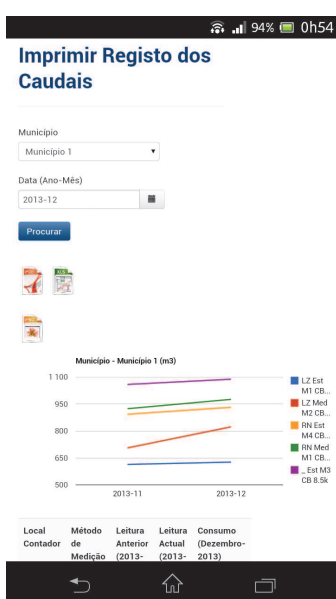 94% 0h54
Imprimir Registo dos
Caudais
Município
Município 1
Data (Ano-Mês)
2013-12
Procurar
XLS
Município - Município 1 (m3)
1 100
950
800
650
500
2013-11 2013-12
LZ Est
M1 CB...
LZ Med
M2 CB...
RN Est
M4 CB...
RN Med
M1 CB...
_ Est M3
CB 8.5k
Local Método Leitura Leitura Consumo
Contador de Anterior Actual (Dezembro-
Medição (2013- (2013- 2013)